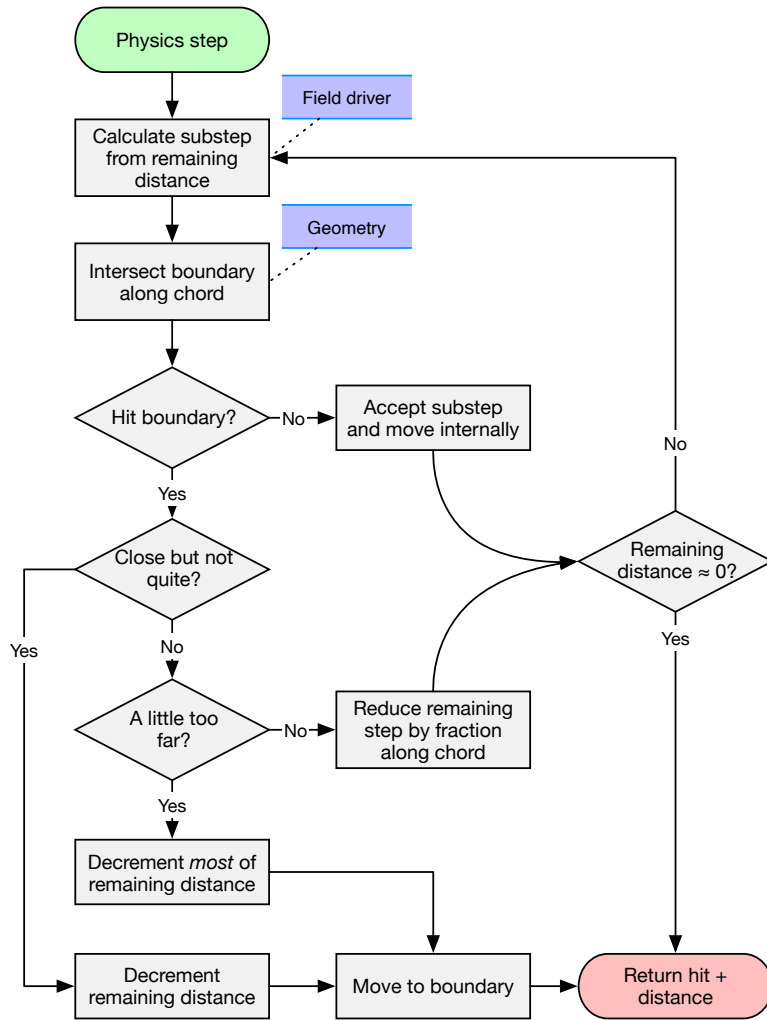 Physics step
Field driver
Calculate substep
from remaining
distance
Geometry
Intersect boundary
along chord
Hit boundary?
No
Accept substep
and move internally
No
Yes
Close but not
quite?
Remaining
distance ≈ 0?
Yes
No
Yes
A little too
far?
No
Reduce remaining
step by fraction
along chord
Yes
Decrement most of
remaining distance
Decrement
remaining distance
Move to boundary
Return hit +
distance